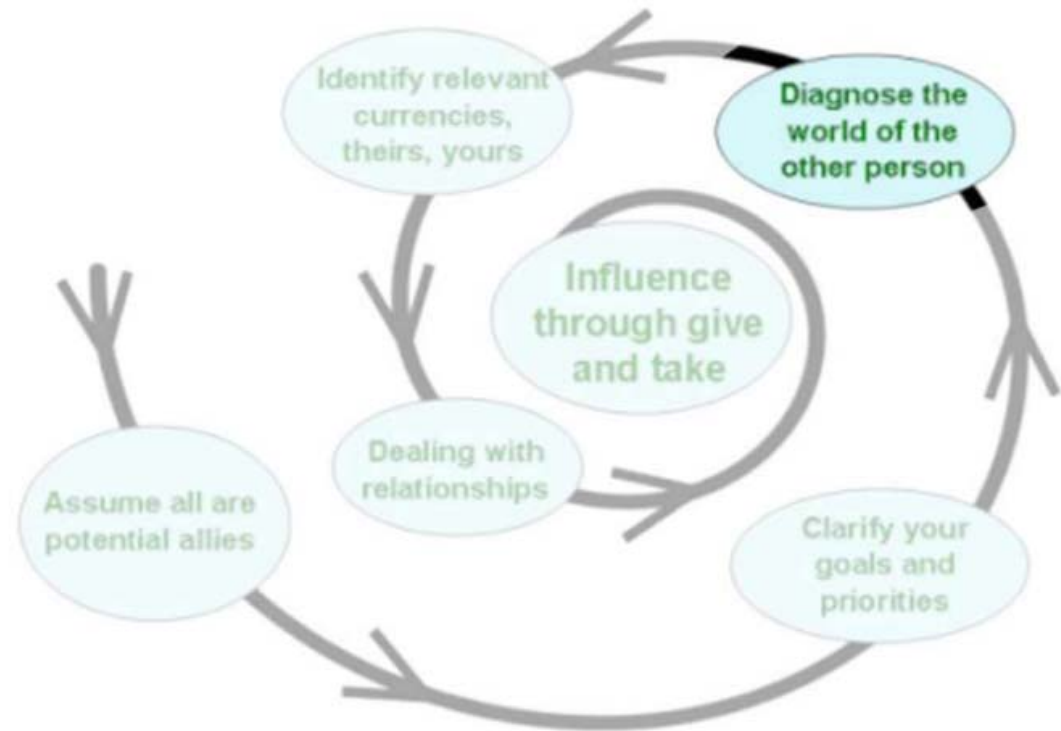 Identify relevant
currencies,
theirs, yours
Diagnose the
world of the
other person
Influence
through give
and take
Dealing with
relationships
Assume all are
potential allies
Clarify your
goals and
priorities